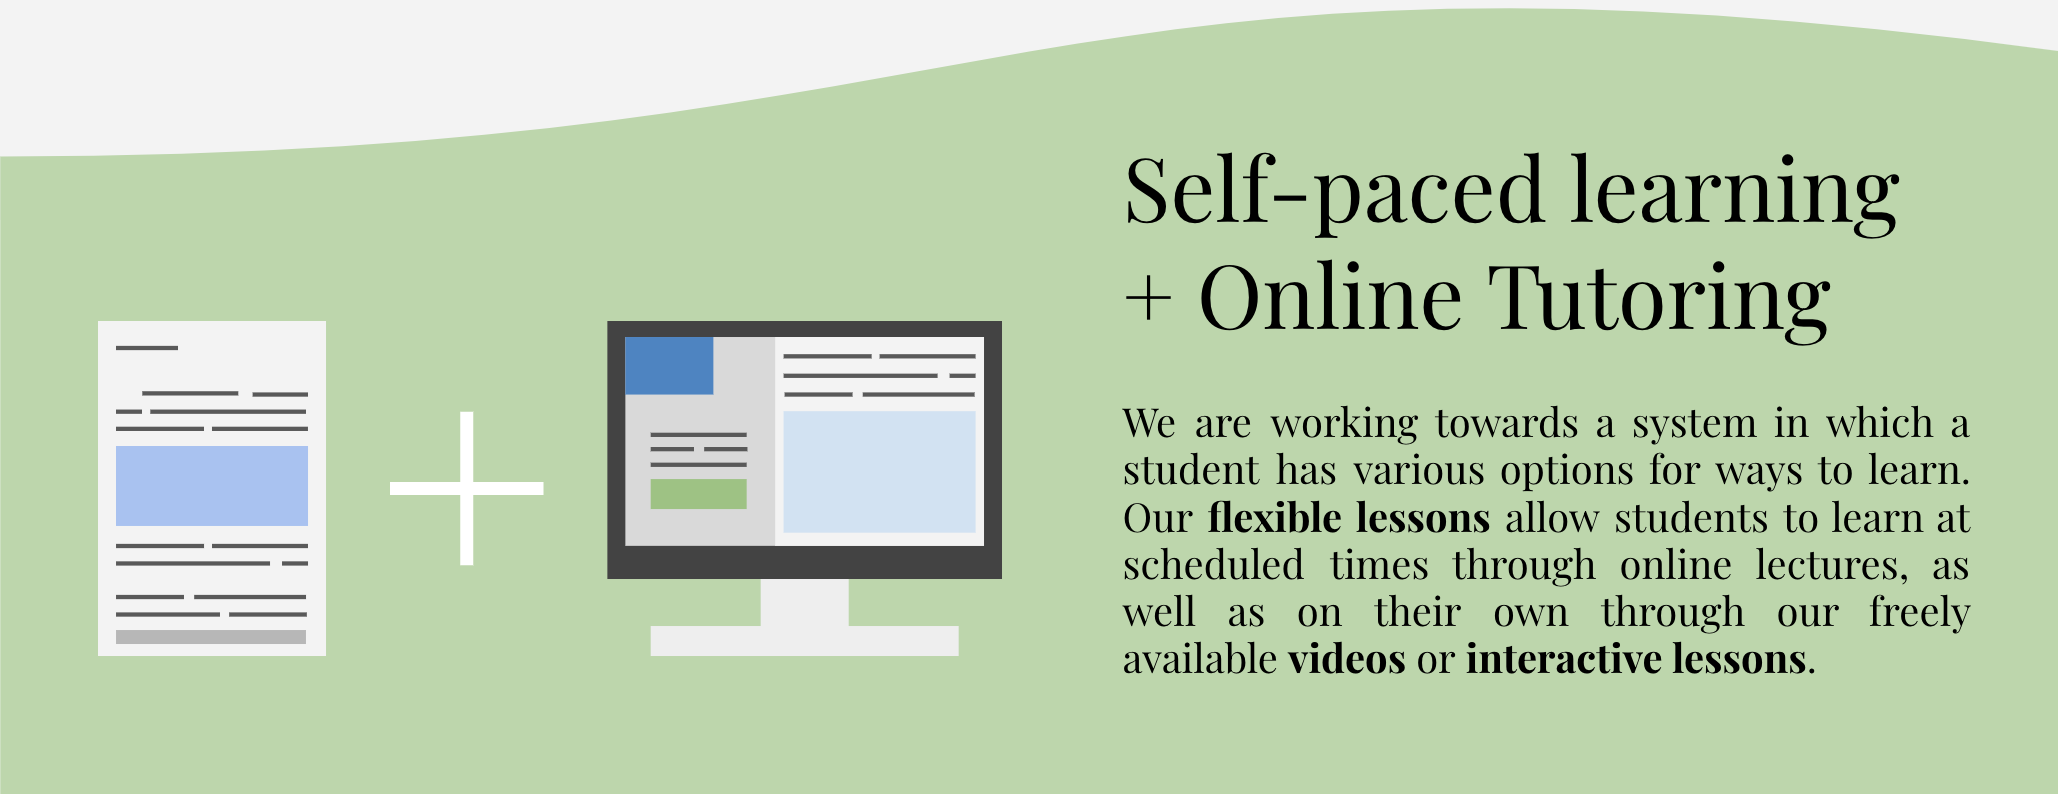 Self-paced learning
+ Online Tutoring
We are working towards a system in which a
student has various options for ways to learn.
Our flexible lessons allow students to learn at
scheduled times through online lectures, as
well as on their own through our freely
available videos or interactive lessons.